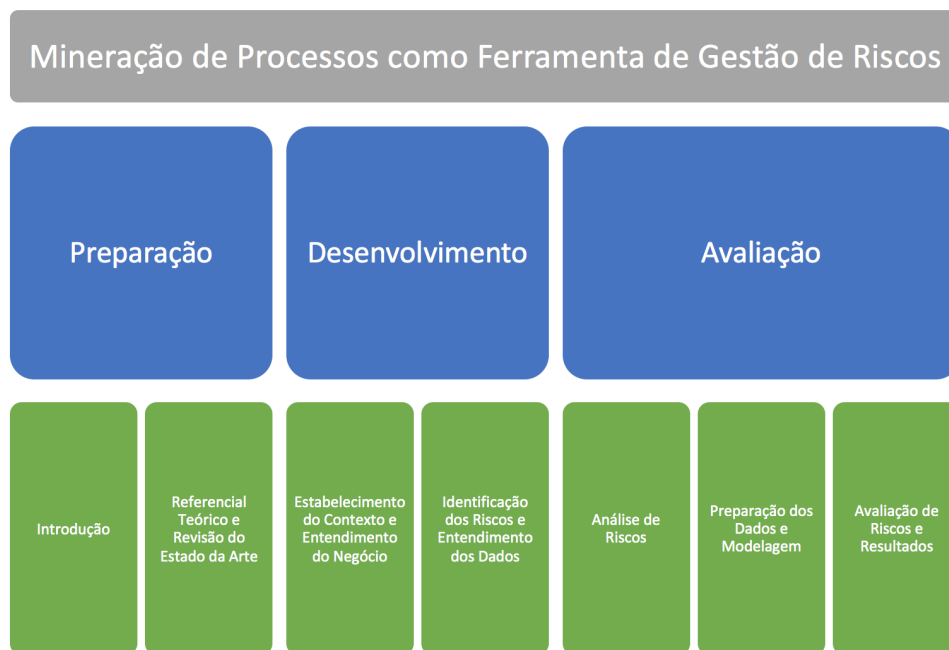 Mineração de Processos como Ferramenta de Gestão de Riscos
Preparação
Desenvolvimento
Avaliação
Introdução
Referencial
Teórico e
Revisão do
Estado da Arte
Estabelecimento
do Contexto e
Entendimento
do Negócio
Identificação
dos Riscos e
Entendimento
dos Dados
Análise de
Riscos
Preparação dos
Dados e
Modelagem
Avaliação de
Riscos e
Resultados